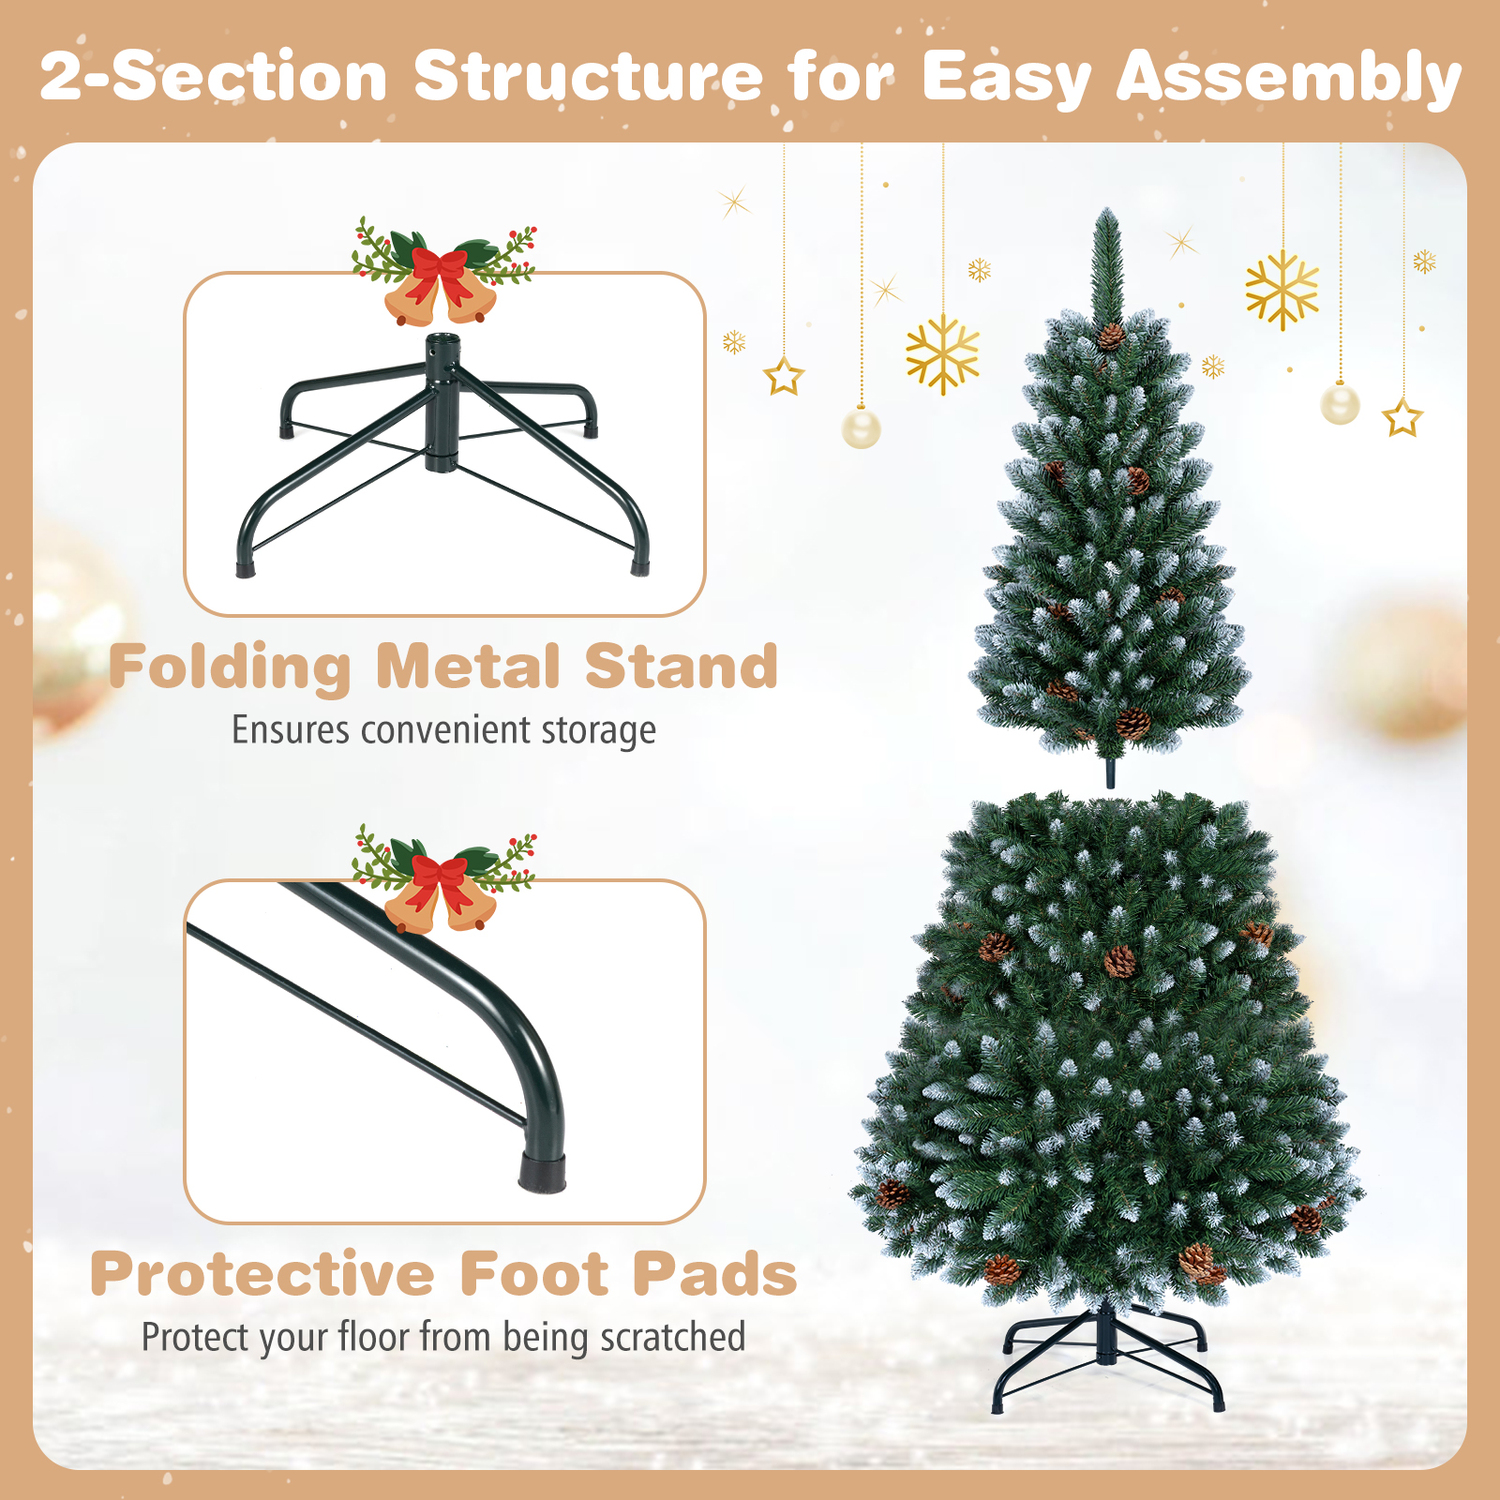 2-Section Structure for Easy Assembly
Folding Metal Stand
Ensures convenient storage
Protective Foot Pads
Protect your floor from being scratched